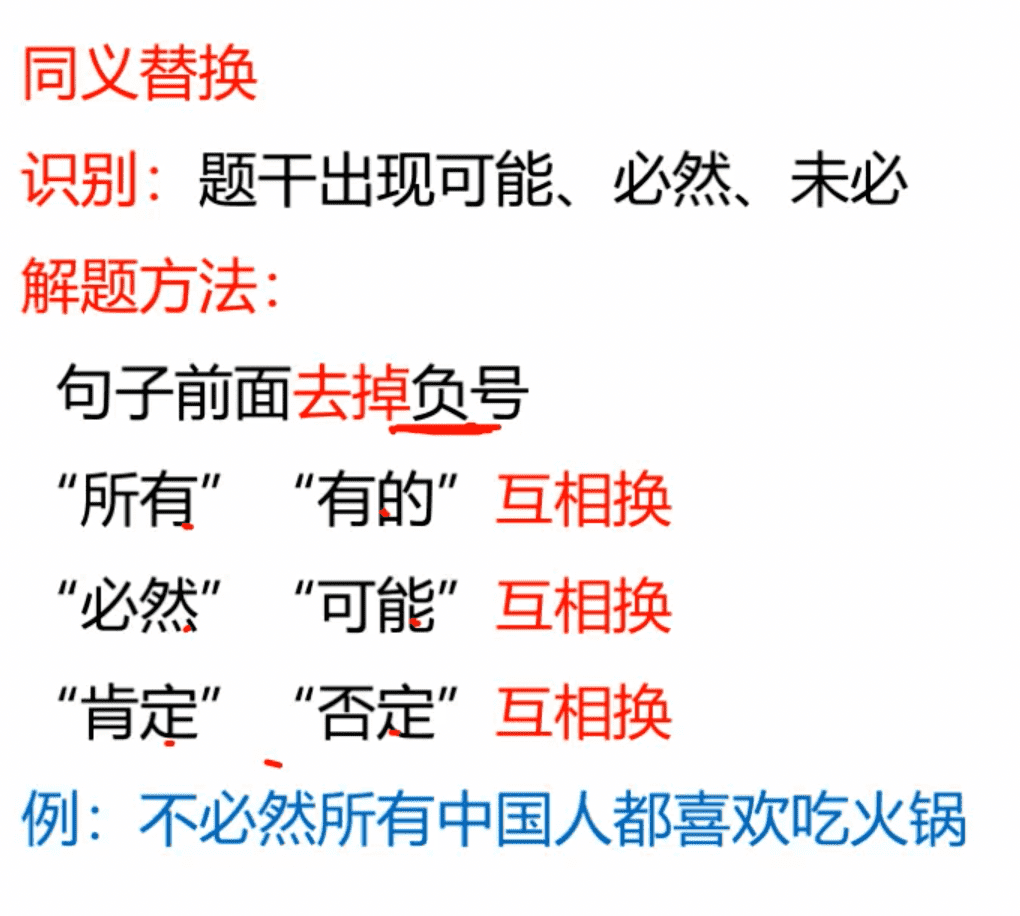 同义替换
识别：题干出现可能、必然、未必
解题方法：
句子前面去掉负号
“所有” “有的” 互相换
“必然” “可能” 互相换
“肯定” “否定” 互相换
例：不必然所有中国人都喜欢吃火锅